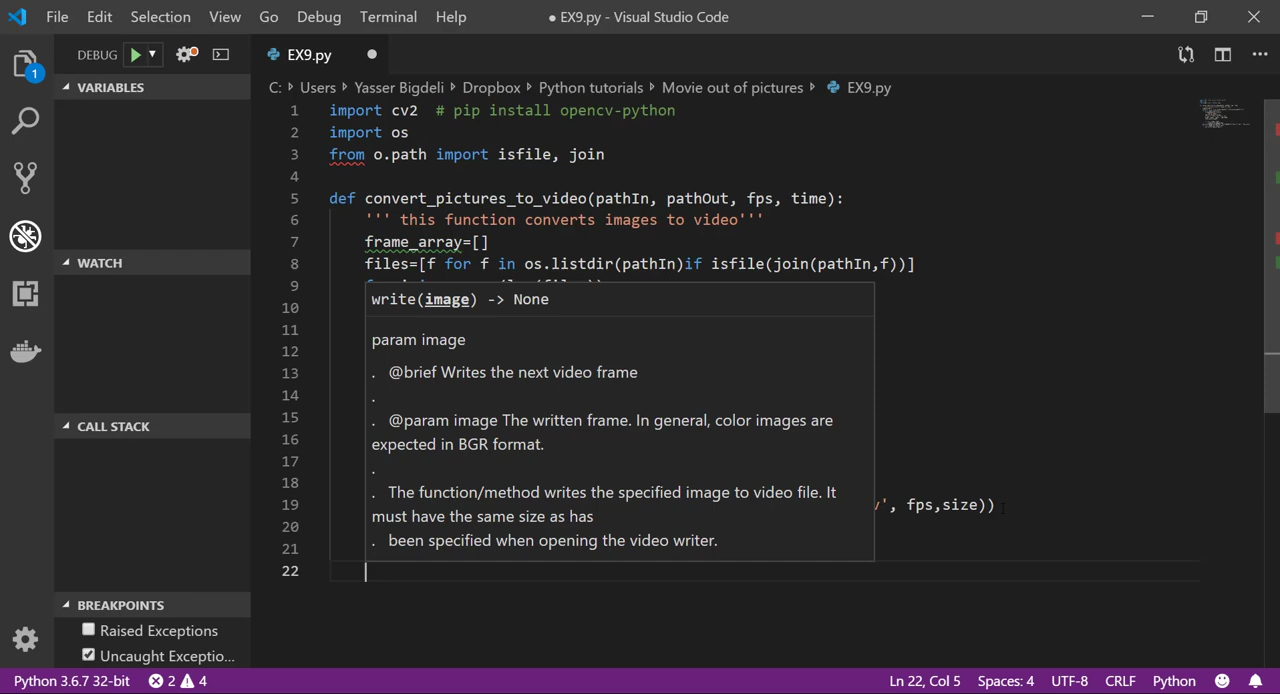 File Edit Selection View Go Debug Terminal Help ● EX9.py - Visual Studio Code
DEBUG
EX9.py
C: Users Yasser Bigdeli Dropbox Python tutorials Movie out of pictures EX9.py
1
VARIABLES
WATCH
CALL STACK
BREAKPOINTS
Raised Exceptions
Uncaught Exceptio...
1 import cv2 # pip install opencv-python
2 import os
3 from o.path import isfile, join
4
5 def convert_pictures_to_video(pathIn, pathOut, fps, time):
6 ''' this function converts images to video'''
7 frame_array=[]
8 files=[f for f in os.listdir(pathIn)if isfile(join(pathIn,f))]
9
10
11
12
13
14
15
16
17
18
19 ', fps,size))
20
21
22
write(image) -> None
param image
. @brief Writes the next video frame
.
. @param image The written frame. In general, color images are
expected in BGR format.
.
. The function/method writes the specified image to video file. It
must have the same size as has
. been specified when opening the video writer.
Python 3.6.7 32-bit 2 4 Ln 22, Col 5 Spaces: 4 UTF-8 CRLF Python